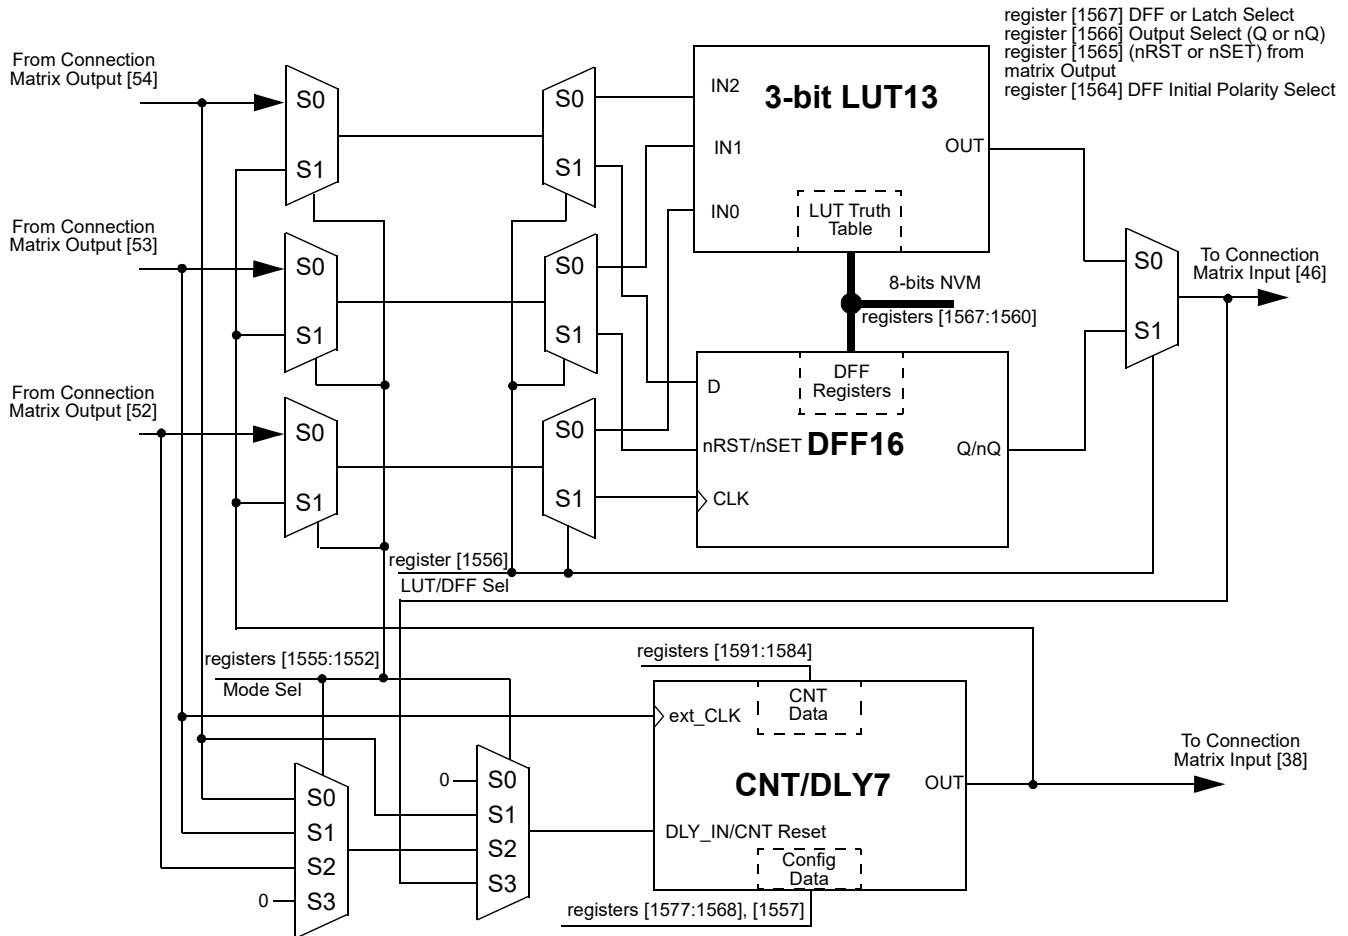 register [1567] DFF or Latch Select
register [1566] Output Select (Q or nQ)
register [1565] (nRST or nSET) from
matrix Output
register [1564] DFF Initial Polarity Select
From Connection
Matrix Output [54]
S0
S1
S0
S1
IN2
3-bit LUT13
IN1
OUT
IN0
LUT Truth
Table
From Connection
Matrix Output [53]
S0
S1
S0
S1
8-bits NVM
registers [1567:1560]
S0
S1
To Connection
Matrix Input [46]
From Connection
Matrix Output [52]
S0
S1
S0
S1
DFF
Registers
D
nRST/nSET
DFF16
Q/nQ
CLK
register [1556]
LUT/DFF Sel
registers [1555:1552]
Mode Sel
registers [1591:1584]
CNT
Data
ext_CLK
CNT/DLY7
OUT
To Connection
Matrix Input [38]
DLY_IN/CNT Reset
Config
Data
registers [1577:1568], [1557]
0
S0
S1
S2
S3
S0
S1
S2
S3
0